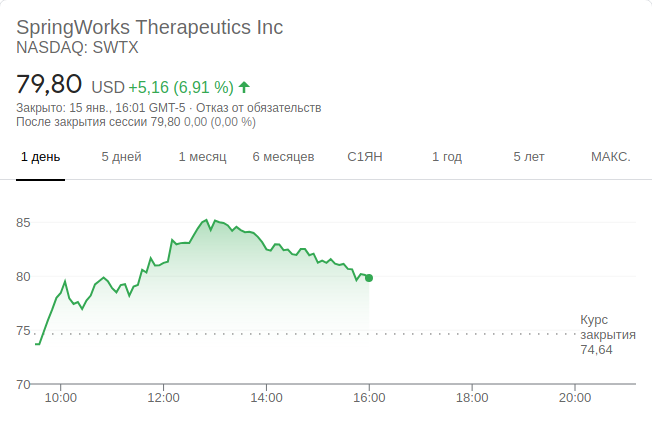 SpringWorks Therapeutics Inc
NASDAQ: SWTX
79,80 USD +5,16 (6,91 %)
Закрыто: 15 янв., 16:01 GMT-5 · Отказ от обязательств
После закрытия сессии 79,80 0,00 (0,00 %)
1 день 5 дней 1 месяц 6 месяцев С1ЯН 1 год 5 лет МАКС.
85
80
75
Курс
закрытия
74,64
70
10:00 12:00 14:00 16:00 18:00 20:00